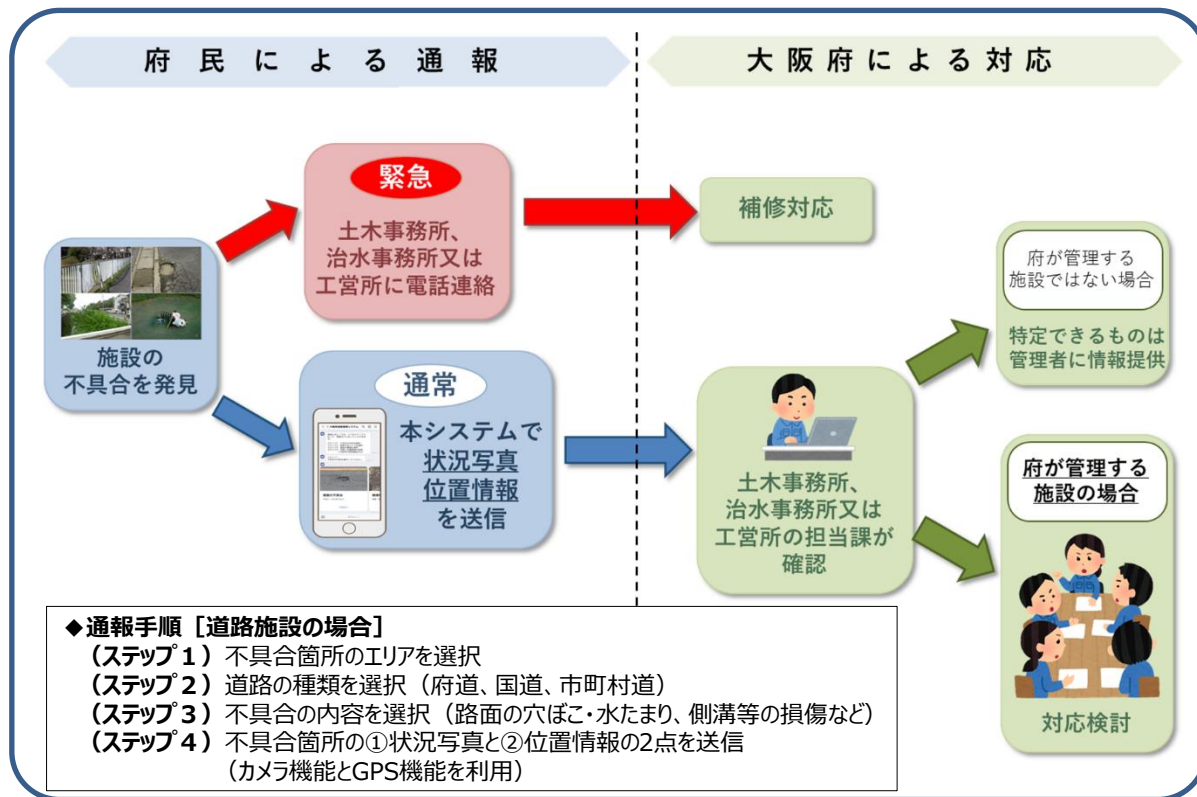 府民による通報
大阪府による対応
緊急
土木事務所、
治水事務所又は
工営所に電話連絡
補修対応
施設の
不具合を発見
通常
本システムで
状況写真
位置情報
を送信
土木事務所、
治水事務所又は
工営所の担当課が
確認
府が管理する
施設ではない場合
特定できるものは
管理者に情報提供
府が管理する
施設の場合
対応検討
◆通報手順［道路施設の場合］
（ステップ１）不具合箇所のエリアを選択
（ステップ２）道路の種類を選択（府道、国道、市町村道）
（ステップ３）不具合の内容を選択（路面の穴ぼこ・水たまり、側溝等の損傷など）
（ステップ４）不具合箇所の①状況写真と②位置情報の2点を送信
（カメラ機能とGPS機能を利用）